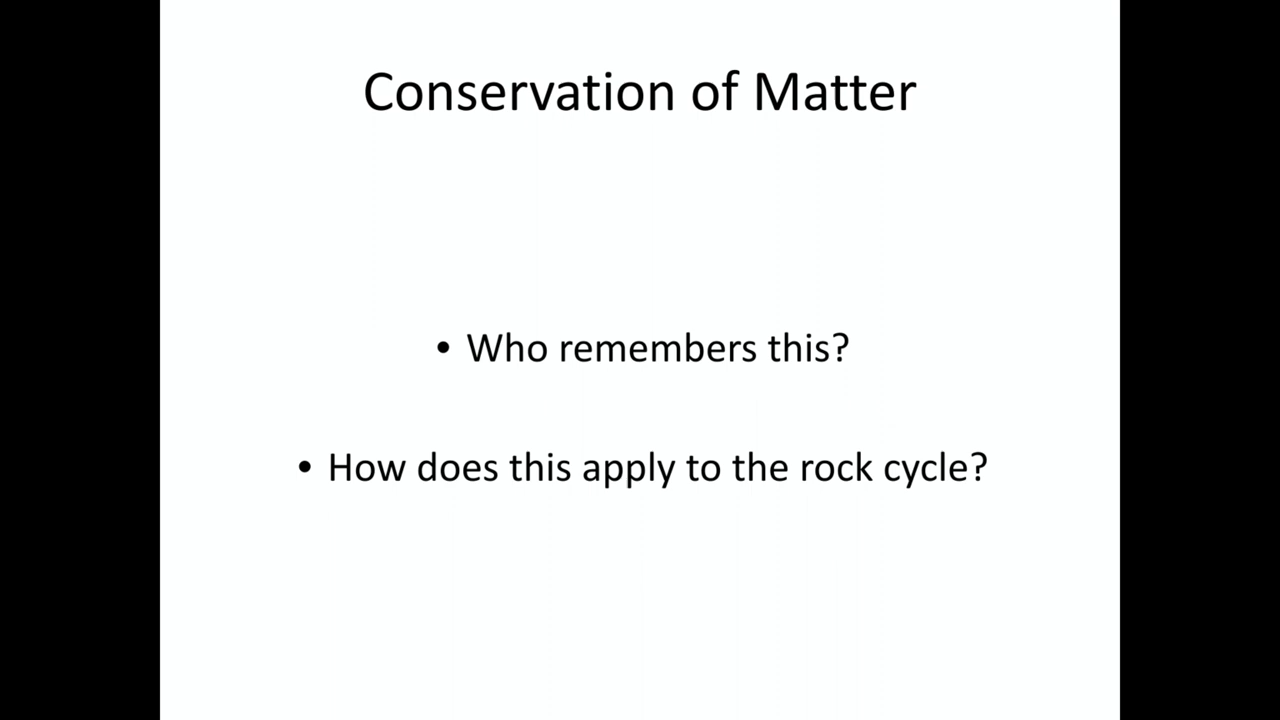 Conservation of Matter
• Who remembers this?
• How does this apply to the rock cycle?